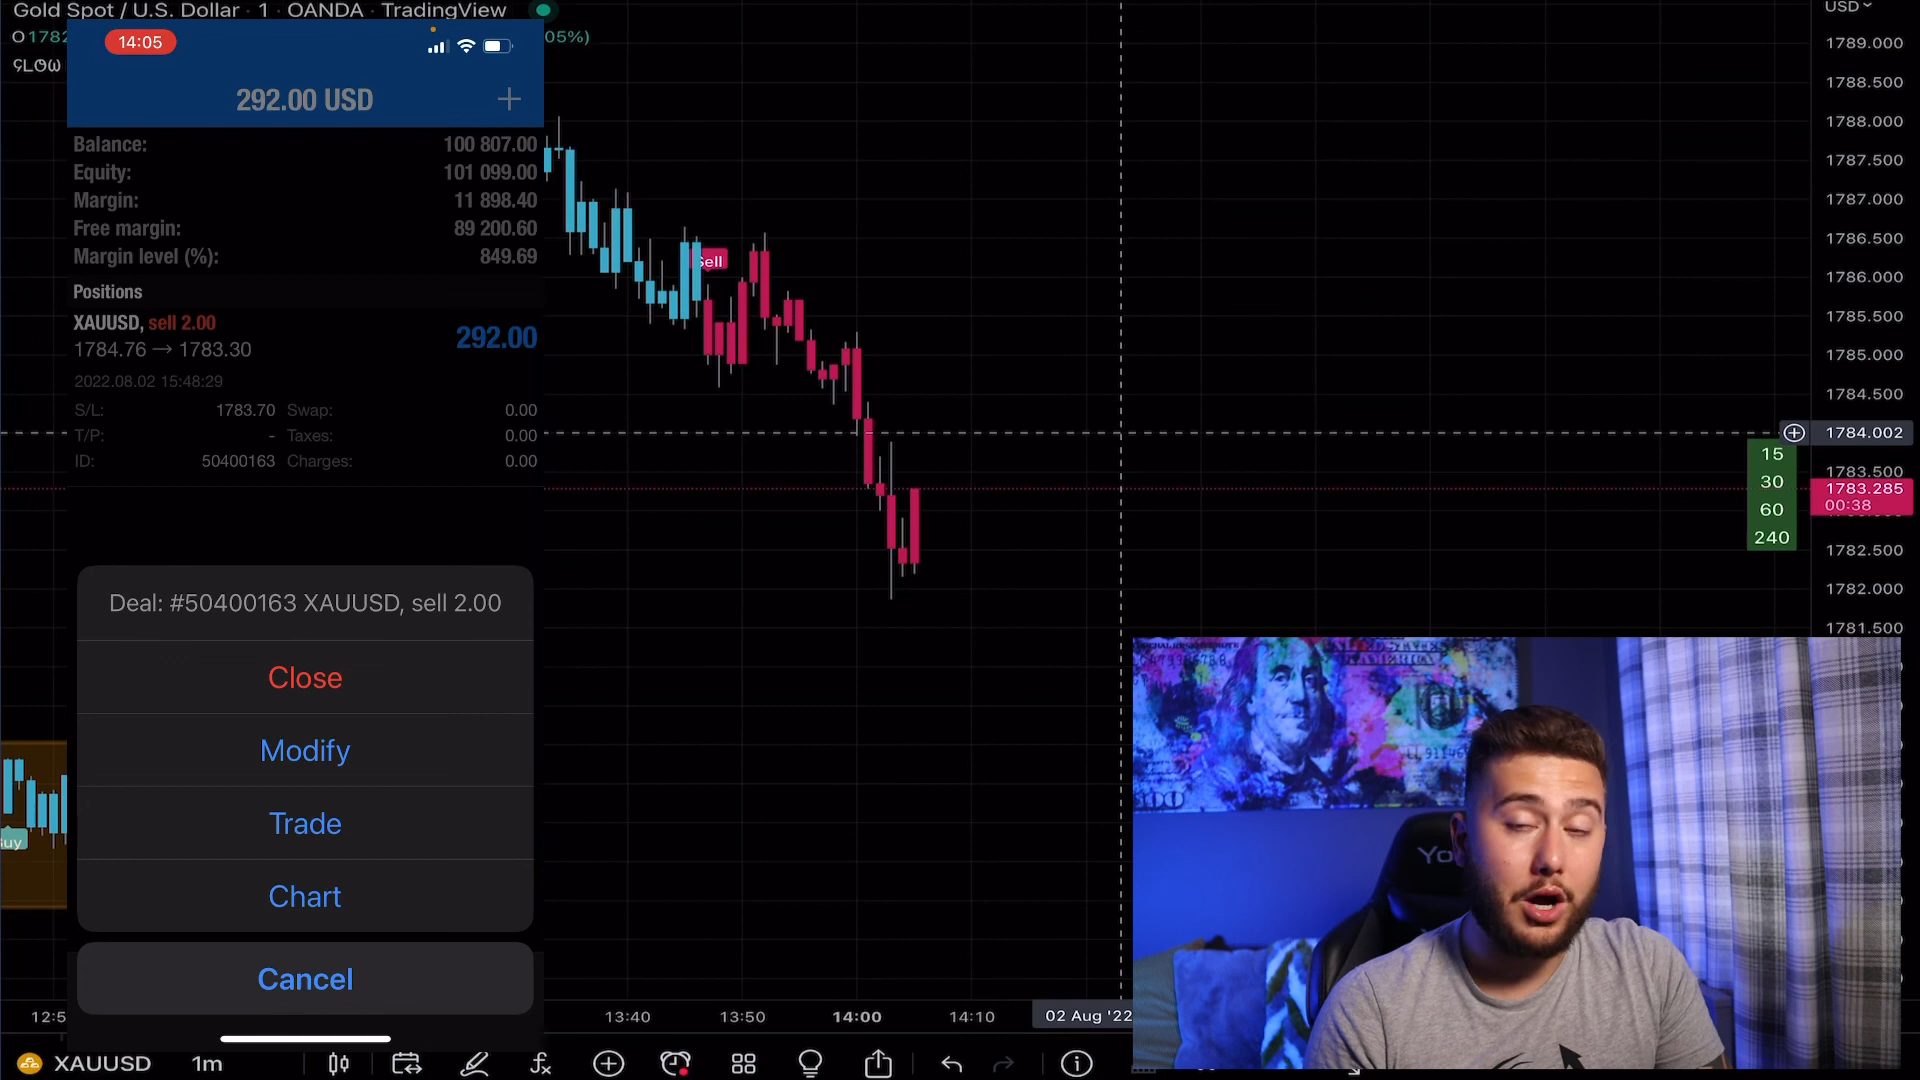 Gold Spot / U.S. Dollar · 1 · OANDA · TradingView
O1782
05%)
14:05
292.00 USD
Balance: 100 807.00
Equity: 101 099.00
Margin: 11 898.40
Free margin: 89 200.60
Margin level (%): 849.69
Positions
XAUUSD, sell 2.00
292.00
1784.76 → 1783.30
2022.08.02 15:48:29
S/L: 1783.70 Swap: 0.00
T/P: - Taxes: 0.00
ID: 50400163 Charges: 0.00
Deal: #50400163 XAUUSD, sell 2.00
Close
Modify
Trade
Chart
Cancel
Sell
USD
1789.000
1788.500
1788.000
1787.500
1787.000
1786.500
1786.000
1785.500
1785.000
1784.500
1784.002
1783.500
1783.285
00:38
1782.500
1782.000
1781.500
15
30
60
240
13:40
13:50
14:00
14:10
02 Aug '22
XAUUSD
1m